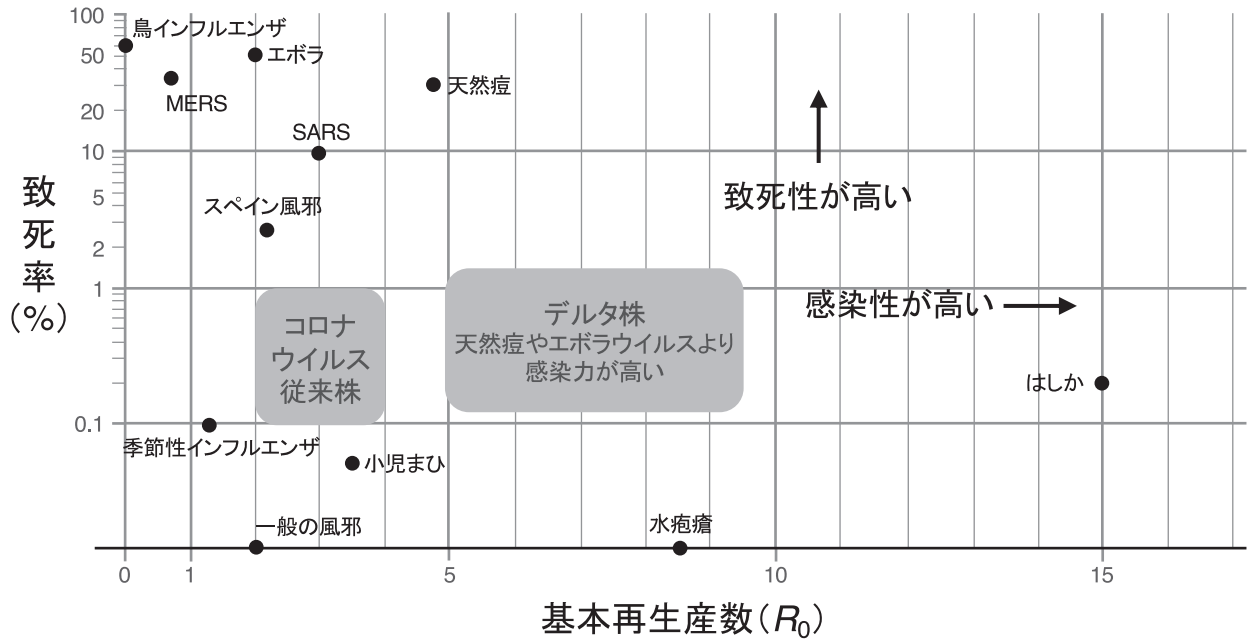 100
50
20
10
5
2
1
0.1
致死率
(%)
鳥インフルエンザ
エボラ
MERS
天然痘
SARS
スペイン風邪
致死性が高い
感染性が高い
コロナ
ウイルス
従来株
デルタ株
天然痘やエボラウイルスより
感染力が高い
はしか
季節性インフルエンザ
小児まひ
一般の風邪
水疱瘡
0
1
5
10
15
基本再生産数(R0)